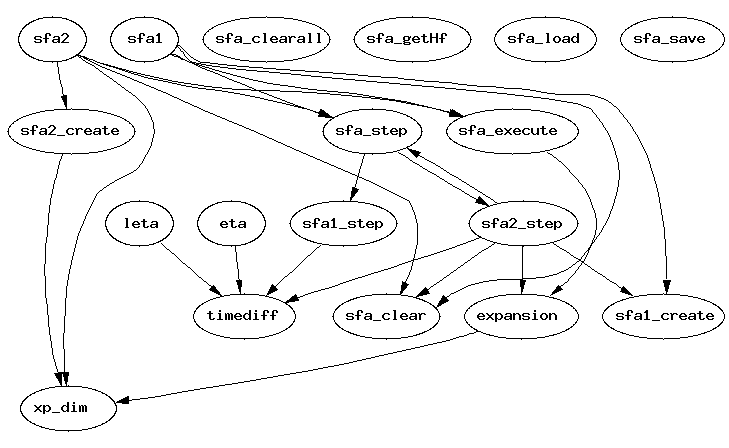 sfa2 sfa1 sfa_clearall sfa_getHf sfa_load sfa_save
sfa2_create sfa_step sfa_execute
leta eta sfa1_step sfa2_step
timediff sfa_clear expansion sfa1_create
xp_dim